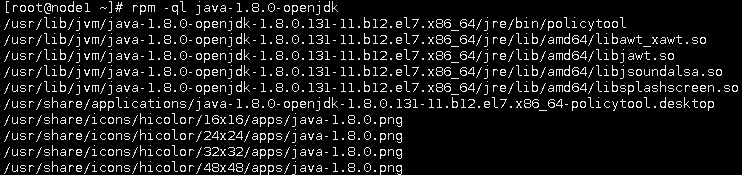 [root@node1 ~]# rpm -ql java-1.8.0-openjdk
/usr/lib/jvm/java-1.8.0-openjdk-1.8.0.131-11.b12.el7.x86_64/jre/bin/policytool
/usr/lib/jvm/java-1.8.0-openjdk-1.8.0.131-11.b12.el7.x86_64/jre/lib/amd64/libawt_xawt.so
/usr/lib/jvm/java-1.8.0-openjdk-1.8.0.131-11.b12.el7.x86_64/jre/lib/amd64/libjawt.so
/usr/lib/jvm/java-1.8.0-openjdk-1.8.0.131-11.b12.el7.x86_64/jre/lib/amd64/libjsoundalsa.so
/usr/lib/jvm/java-1.8.0-openjdk-1.8.0.131-11.b12.el7.x86_64/jre/lib/amd64/libsplashscreen.so
/usr/share/applications/java-1.8.0-openjdk-1.8.0.131-11.b12.el7.x86_64-policytool.desktop
/usr/share/icons/hicolor/16x16/apps/java-1.8.0.png
/usr/share/icons/hicolor/24x24/apps/java-1.8.0.png
/usr/share/icons/hicolor/32x32/apps/java-1.8.0.png
/usr/share/icons/hicolor/48x48/apps/java-1.8.0.png